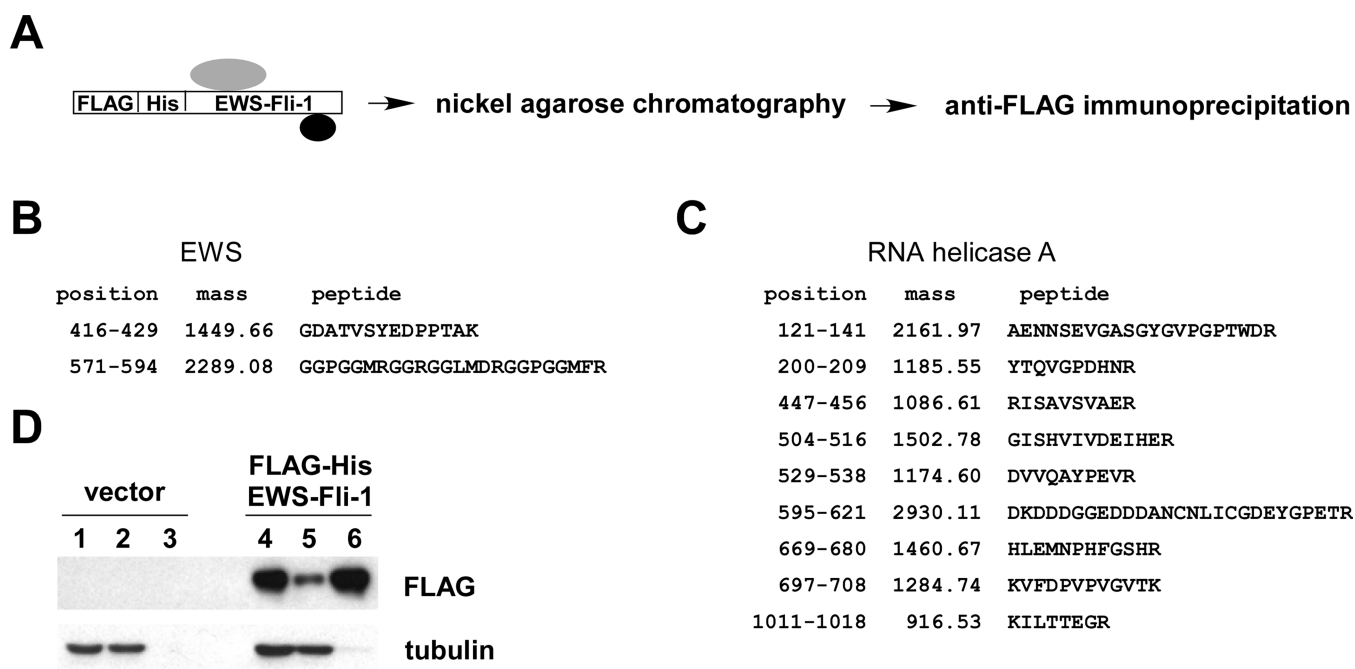 A
FLAG His EWS-Fli-1 nickel agarose chromatography anti-FLAG immunoprecipitation
B
EWS
position mass peptide
416-429 1449.66 GDATVSYEDPPTAK
571-594 2289.08 GGPGGMRGGRGGLMDRGGPGGMFR
C
RNA helicase A
position mass peptide
121-141 2161.97 AENNSEVGASGYGVPGPTWDR
200-209 1185.55 YTQVGPDHNR
447-456 1086.61 RISAVSVAER
504-516 1502.78 GISHVIVDEIHER
529-538 1174.60 DVVQAYPEVR
595-621 2930.11 DKDDDGGEDDDANCNLICGDEYGPETR
669-680 1460.67 HLEMNPHFGSHR
697-708 1284.74 KVFDPVPVGVTK
1011-1018 916.53 KILTTEGR
D
vector
FLAG-His
EWS-Fli-1
1 2 3 4 5 6
FLAG
tubulin